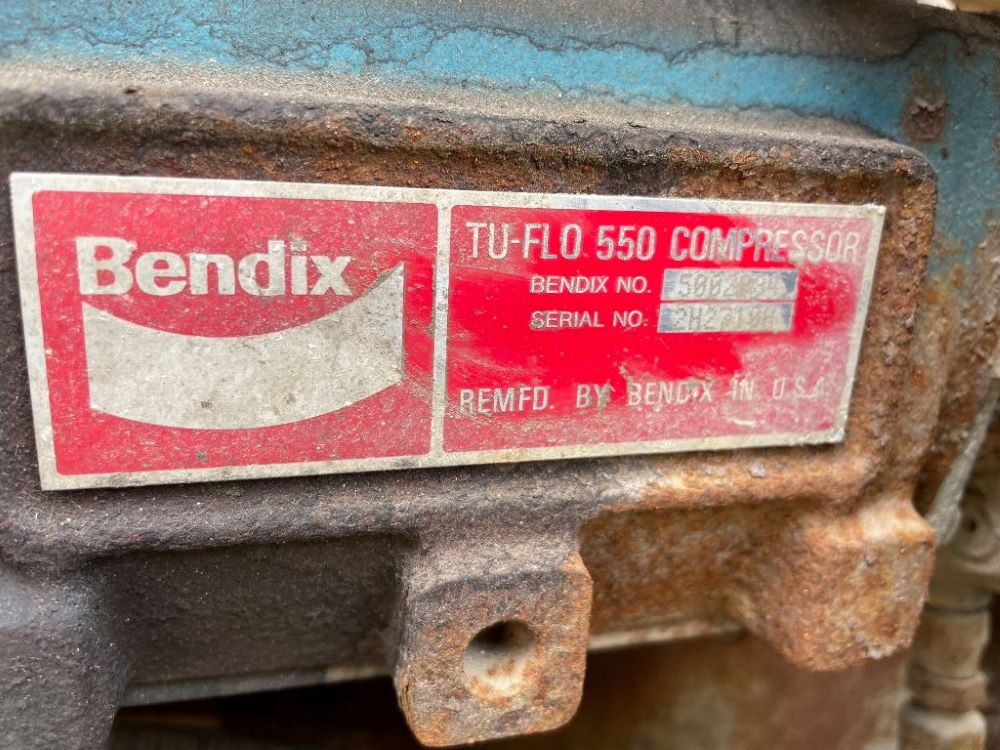 Bendix
TU-FLO 550 COMPRESSOR
BENDIX NO.
SERIAL NO.
REMFD. BY BENDIX IN U.S.A.